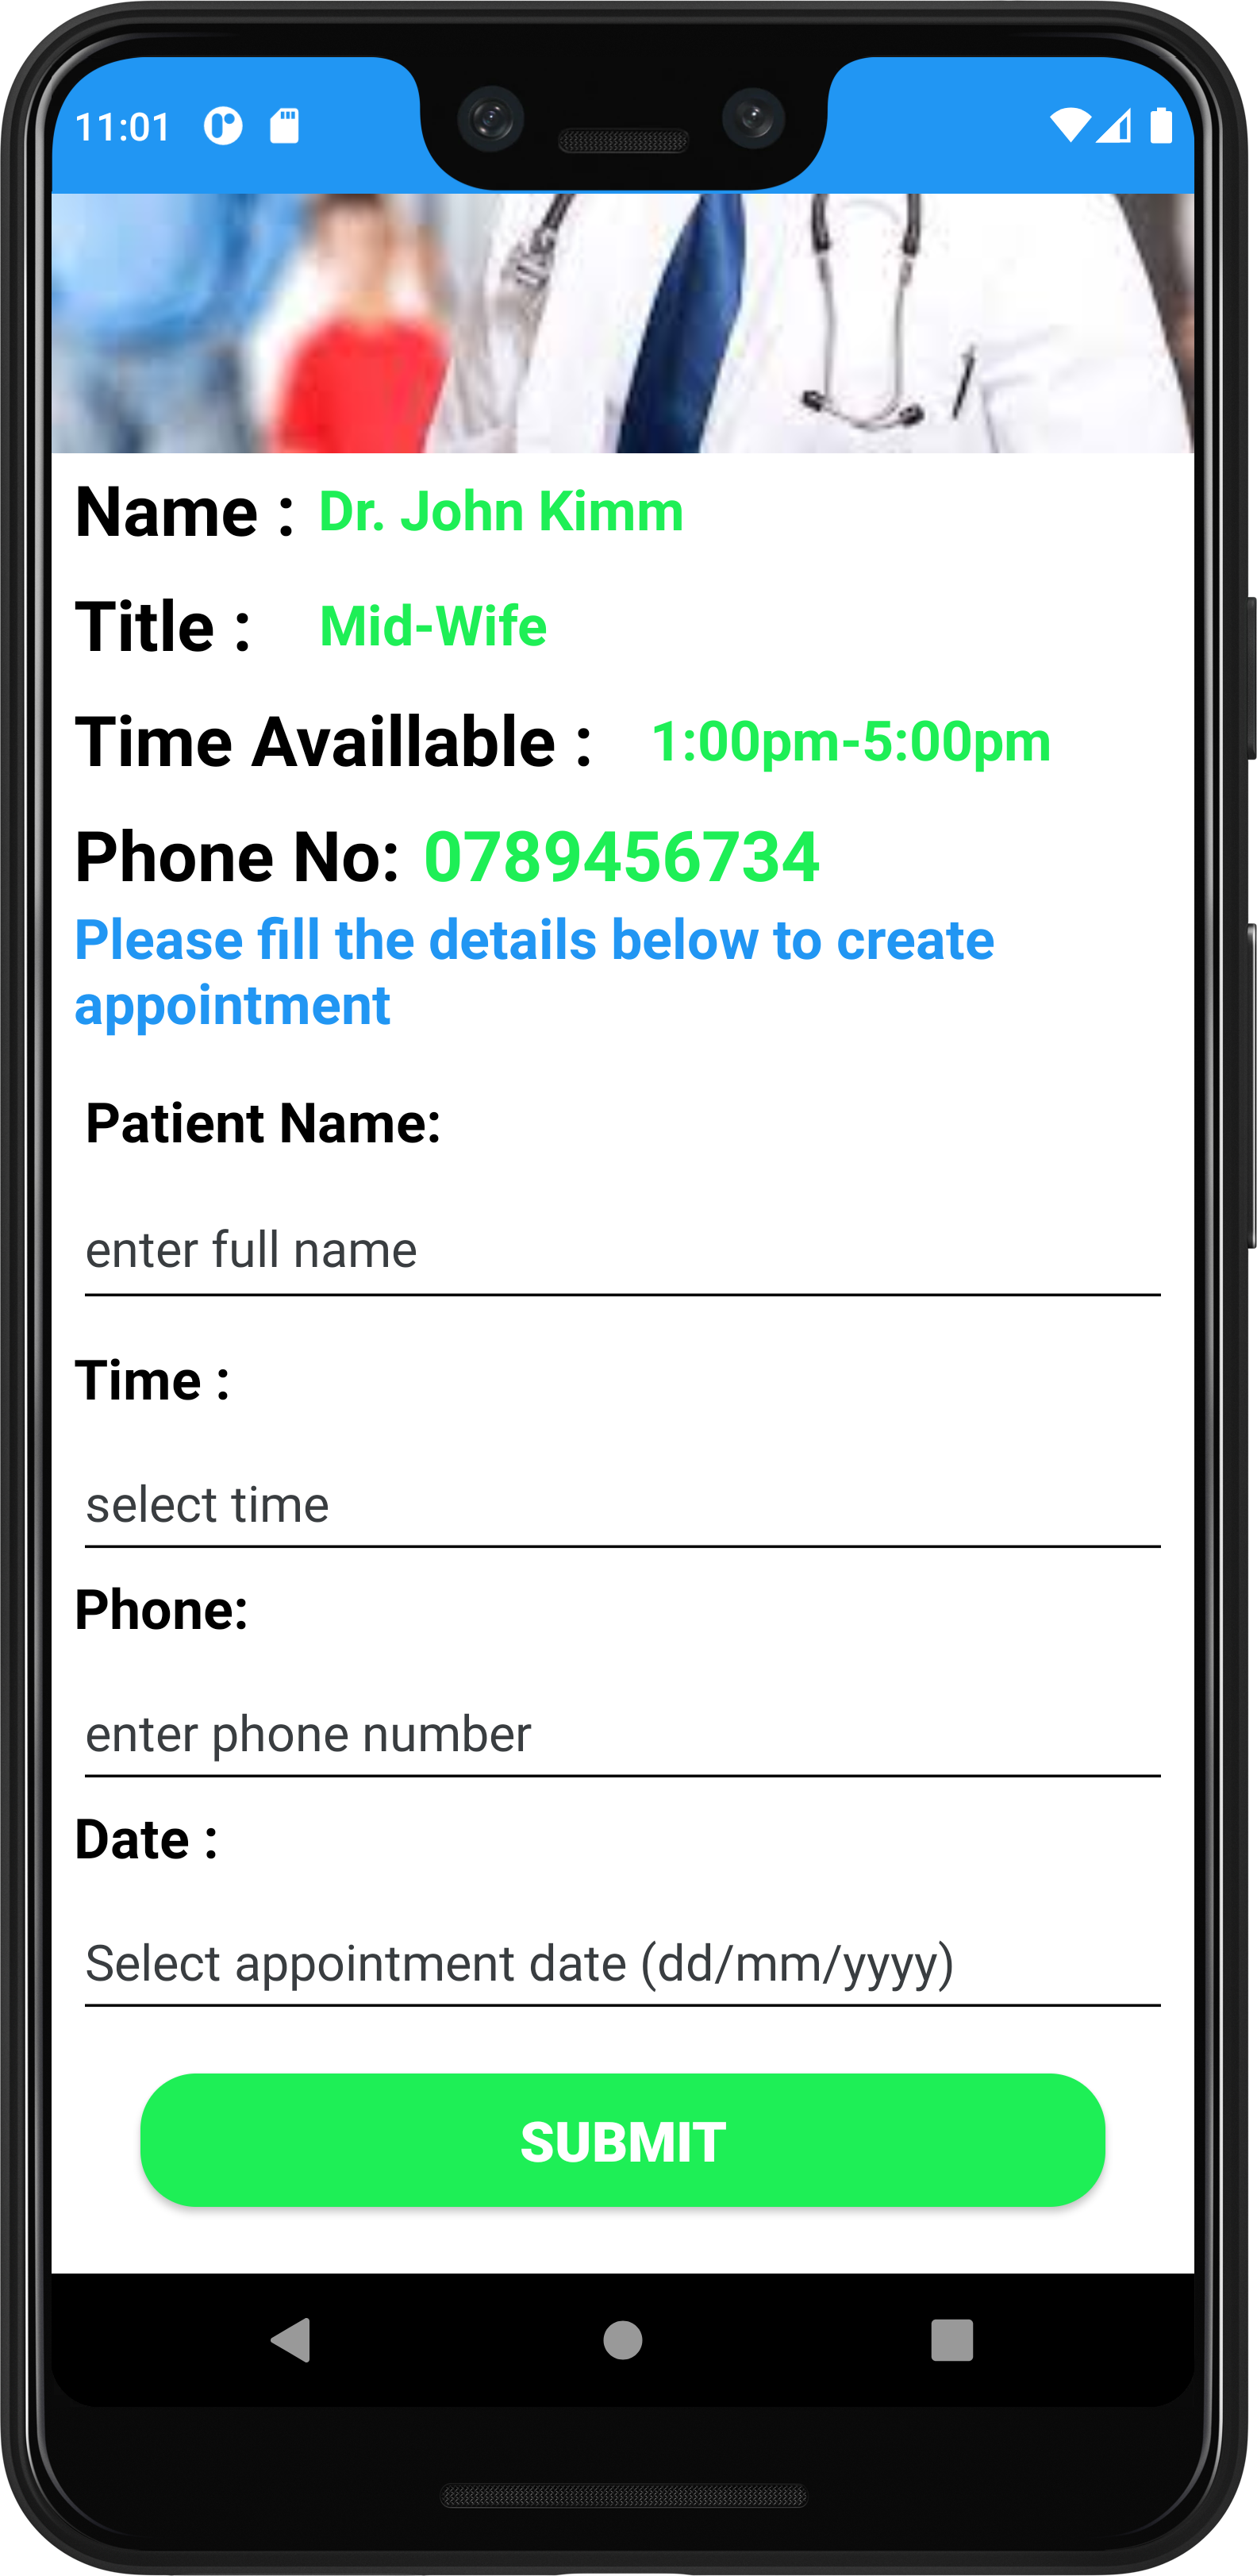 11:01
Name : Dr. John Kimm
Title : Mid-Wife
Time Availlable : 1:00pm-5:00pm
Phone No: 0789456734
Please fill the details below to create
appointment
Patient Name:
enter full name
Time :
select time
Phone:
enter phone number
Date :
Select appointment date (dd/mm/yyyy)
SUBMIT